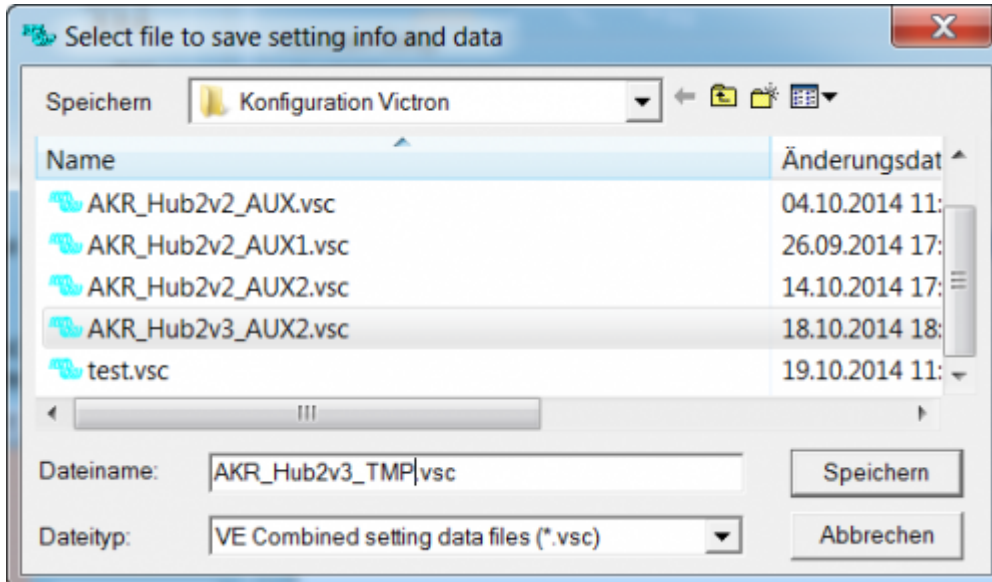 Select file to save setting info and data
Speichern Konfiguration Victron
Name Änderungsdat
AKR_Hub2v2_AUX.vsc 04.10.2014 11:
AKR_Hub2v2_AUX1.vsc 26.09.2014 17:
AKR_Hub2v2_AUX2.vsc 14.10.2014 17:
AKR_Hub2v3_AUX2.vsc 18.10.2014 18:
test.vsc 19.10.2014 11:
Dateiname: AKR_Hub2v3_TMP.vsc Speichern
Dateityp: VE Combined setting data files (*.vsc) Abbrechen